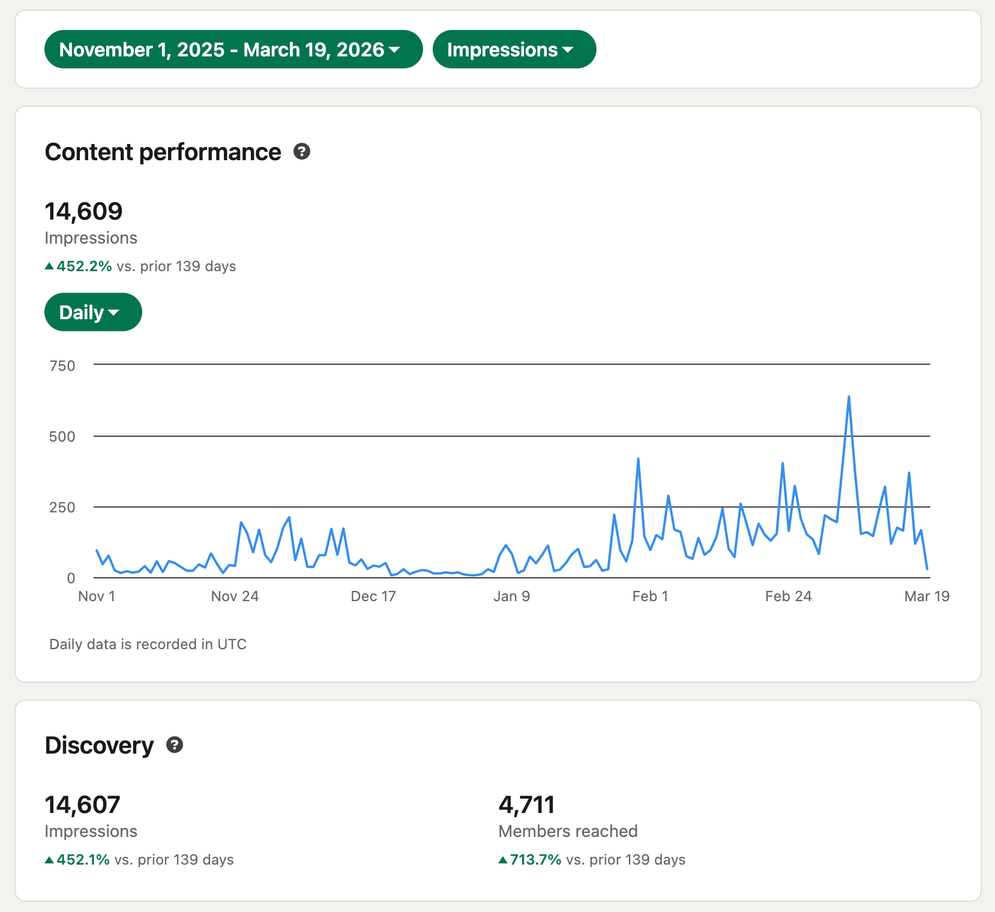 November 1, 2025 - March 19, 2026 Impressions
Content performance
14,609
Impressions
452.2% vs. prior 139 days
Daily
750
500
250
0
Nov 1 Nov 24 Dec 17 Jan 9 Feb 1 Feb 24 Mar 19
Daily data is recorded in UTC
Discovery
14,607 4,711
Impressions Members reached
452.1% vs. prior 139 days 713.7% vs. prior 139 days